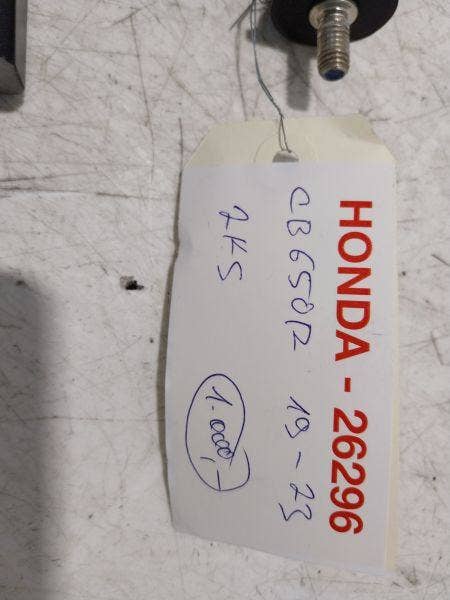 HONDA - 26296
CB650R 19-23
2KS
1.000,-